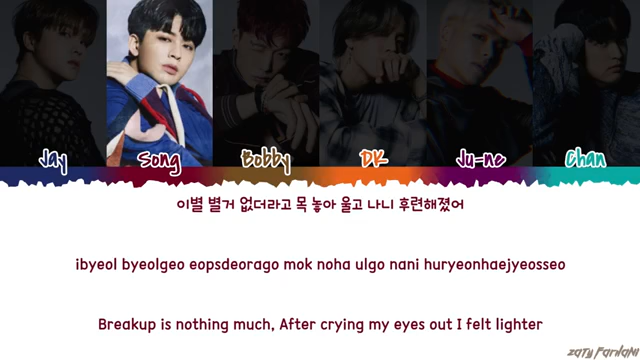 Jay Song Bobby DK Ju-ne Chan
이별 별거 없더라고 목 놓아 울고 나니 후련해졌어
ibyeol byeolgeo eopsdeorago mok noha ulgo nani huryeonhaejyeosseo
Breakup is nothing much, After crying my eyes out I felt lighter
ZaTy FariDaNi